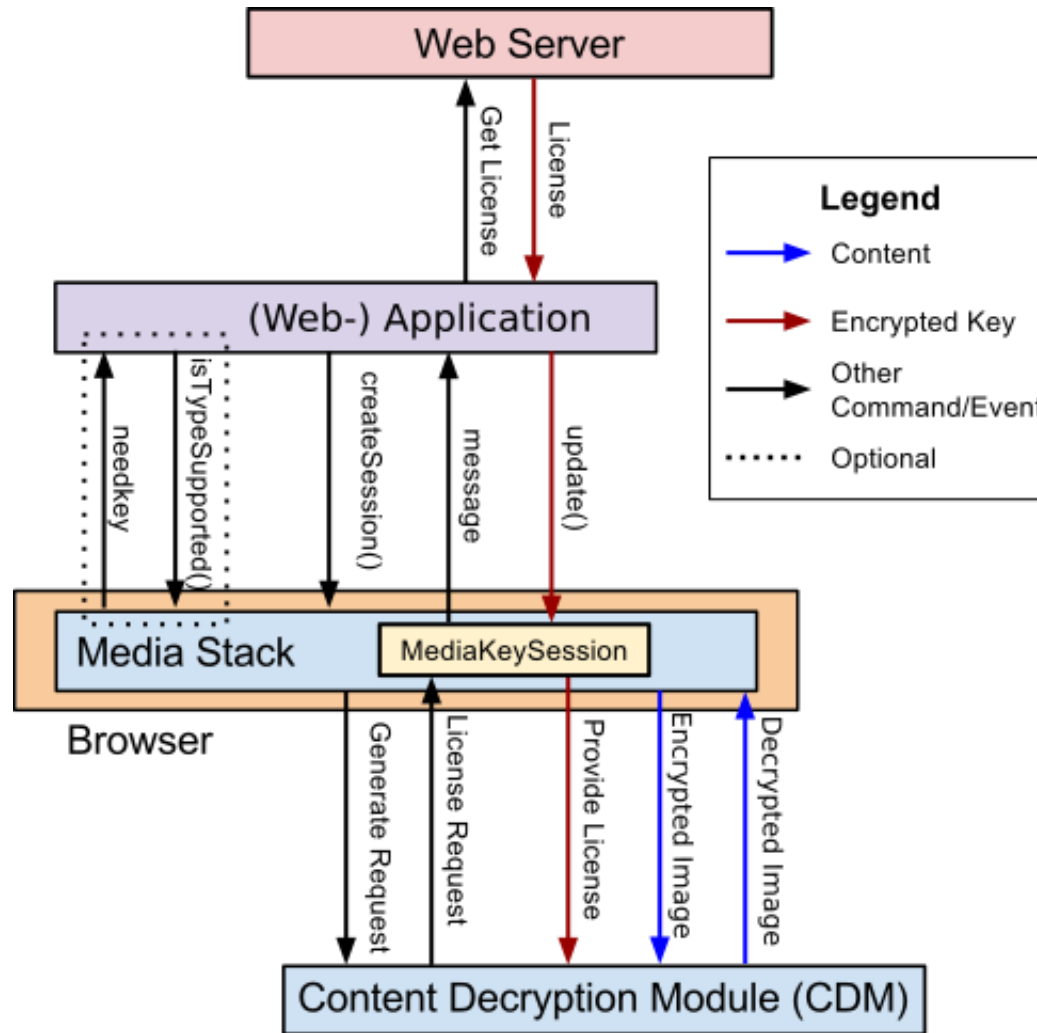 Web Server
Get License
License
Legend
Content
Encrypted Key
Other
Command/Event
Optional
(Web-) Application
needkey
isTypeSupported()
createSession()
message
update()
Media Stack
MediaKeySession
Browser
Generate Request
License Request
Provide License
Encrypted Image
Decrypted Image
Content Decryption Module (CDM)